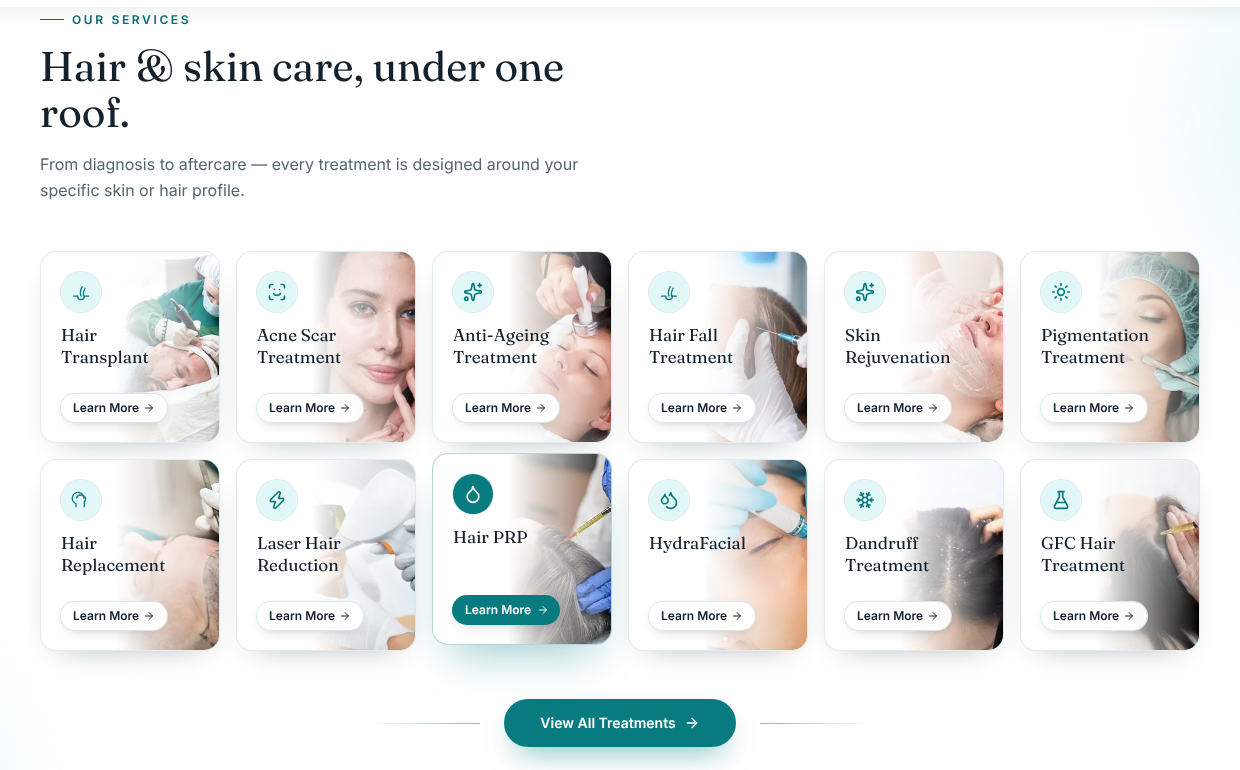 OUR SERVICES
Hair & skin care, under one
roof.
From diagnosis to aftercare — every treatment is designed around your
specific skin or hair profile.
Hair
Transplant
Learn More →
Acne Scar
Treatment
Learn More →
Anti-Ageing
Treatment
Learn More →
Hair Fall
Treatment
Learn More →
Skin
Rejuvenation
Learn More →
Pigmentation
Treatment
Learn More →
Hair
Replacement
Learn More →
Laser Hair
Reduction
Learn More →
Hair PRP
Learn More →
HydraFacial
Learn More →
Dandruff
Treatment
Learn More →
GFC Hair
Treatment
Learn More →
View All Treatments →